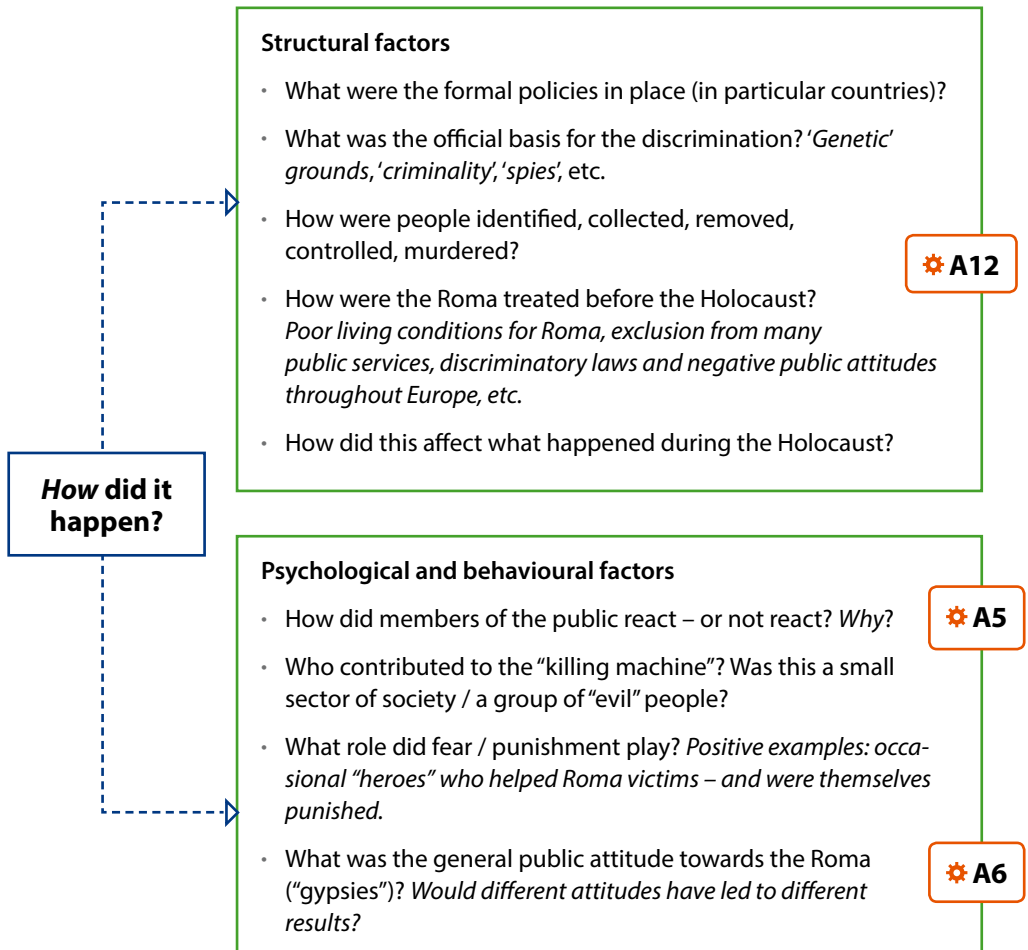 Structural factors
• What were the formal policies in place (in particular countries)?
• What was the official basis for the discrimination? ‘Genetic’
grounds, ‘criminality’, ‘spies’, etc.
• How were people identified, collected, removed,
controlled, murdered?
A12
• How were the Roma treated before the Holocaust?
Poor living conditions for Roma, exclusion from many
public services, discriminatory laws and negative public attitudes
throughout Europe, etc.
• How did this affect what happened during the Holocaust?
How did it
happen?
Psychological and behavioural factors
• How did members of the public react – or not react? Why?
A5
• Who contributed to the “killing machine”? Was this a small
sector of society / a group of “evil” people?
• What role did fear / punishment play? Positive examples: occa-
sional “heroes” who helped Roma victims – and were themselves
punished.
• What was the general public attitude towards the Roma
(“gypsies”)? Would different attitudes have led to different
results?
A6